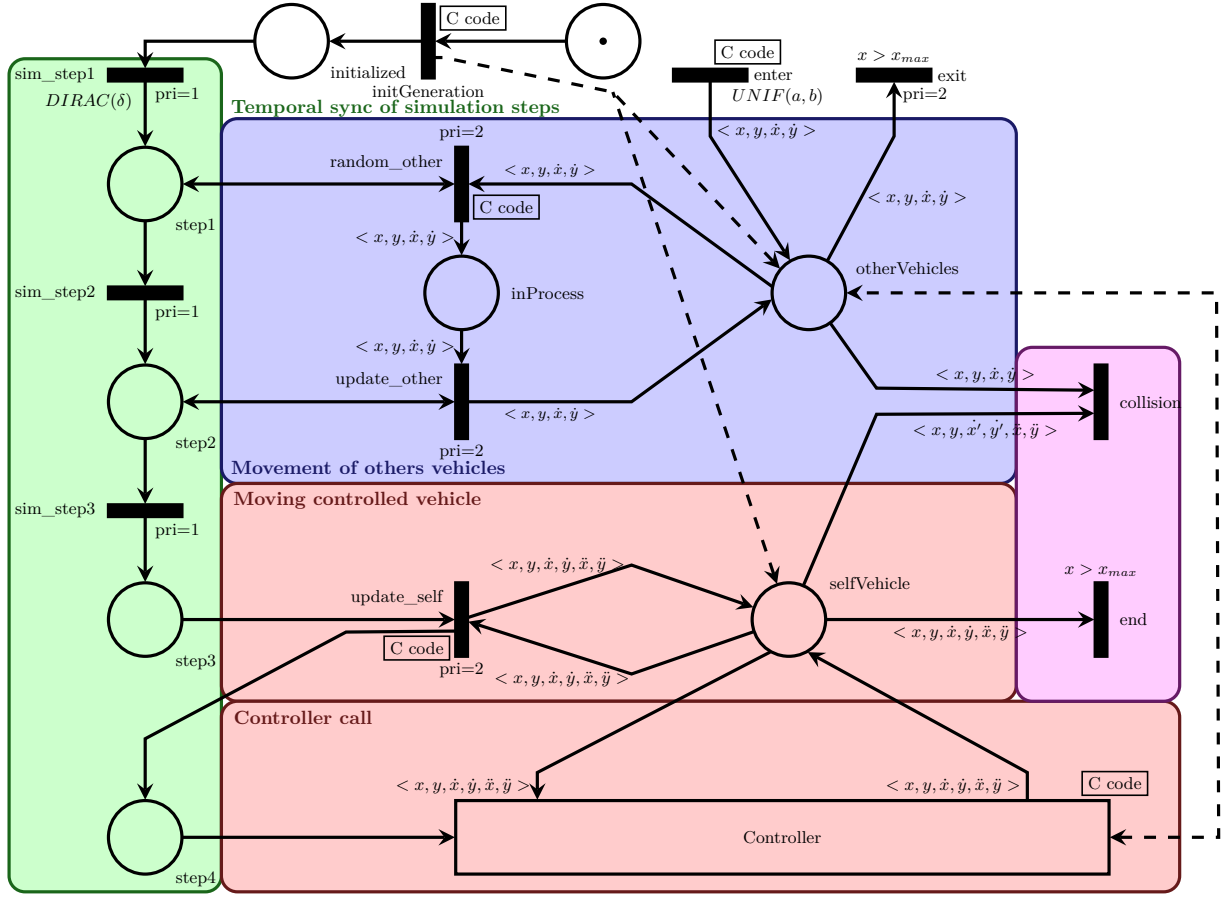 C code
initialized
initGeneration
sim_step1
DIRAC(δ)
pri=1
C code
enter
UNIF(a, b)
x > x_max
exit
pri=2
Temporal sync of simulation steps
pri=2
random_other
C code
< x, y, ẋ, ẏ >
< x, y, ẋ, ẏ >
< x, y, ẋ, ẏ >
step1
< x, y, ẋ, ẏ >
inProcess
otherVehicles
sim_step2
pri=1
< x, y, ẋ, ẏ >
update_other
< x, y, ẋ, ẏ >
pri=2
step2
< x, y, ẋ, ẏ >
collision
< x, y, ẋ′, ẏ′, ẍ, ÿ >
Movement of others vehicles
Moving controlled vehicle
sim_step3
pri=1
< x, y, ẋ, ẏ, ẍ, ÿ >
selfVehicle
x > x_max
update_self
C code
pri=2
< x, y, ẋ, ẏ, ẍ, ÿ >
< x, y, ẋ, ẏ, ẍ, ÿ >
end
step3
Controller call
< x, y, ẋ, ẏ, ẍ, ÿ >
< x, y, ẋ, ẏ, ẍ, ÿ >
C code
Controller
step4